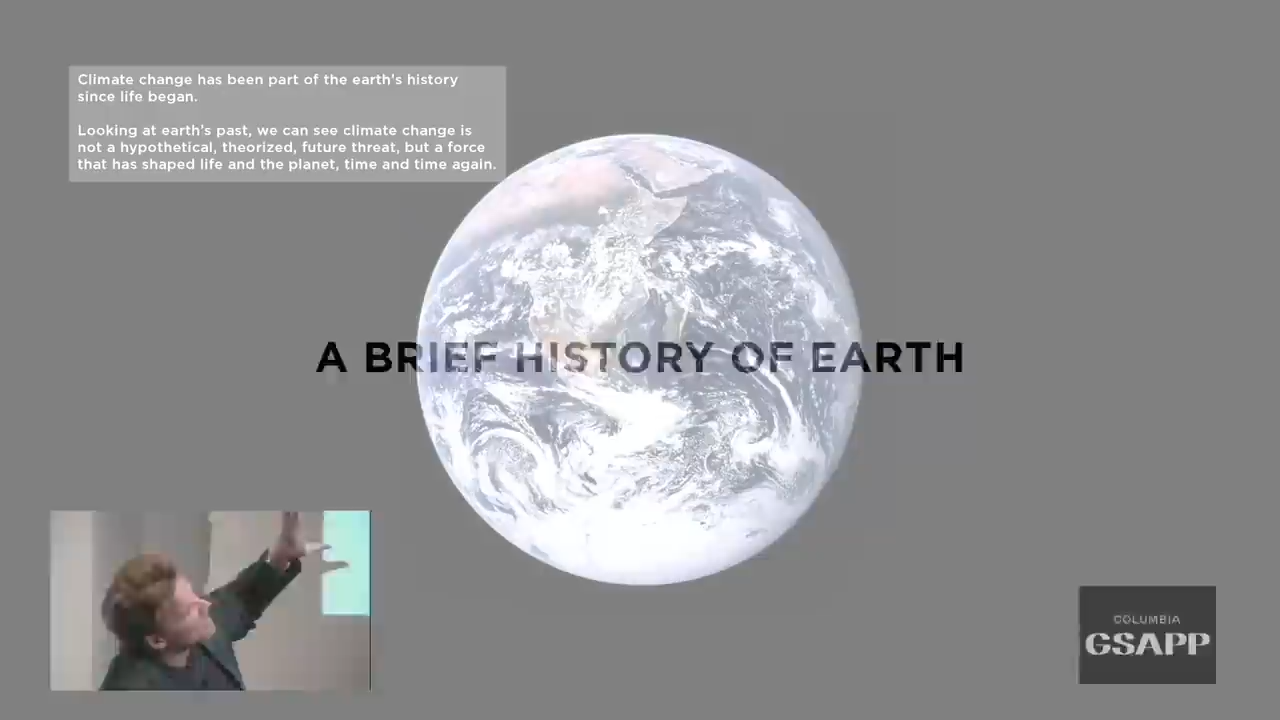 Climate change has been part of the earth's history
since life began.
Looking at earth's past, we can see climate change is
not a hypothetical, theorized, future threat, but a force
that has shaped life and the planet, time and time again.
A BRIEF HISTORY OF EARTH
COLUMBIA
GSAPP